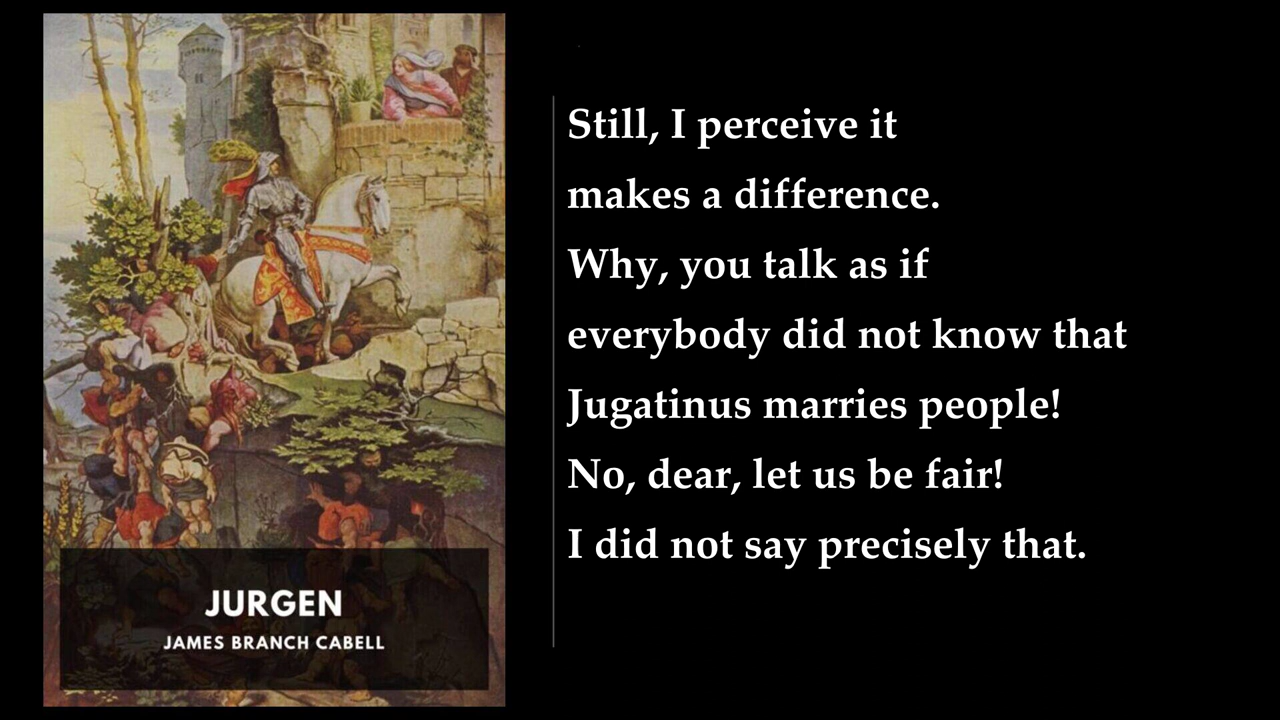 Still, I perceive it
makes a difference.
Why, you talk as if
everybody did not know that
Jugatinus marries people!
No, dear, let us be fair!
I did not say precisely that.
JURGEN
JAMES BRANCH CABELL